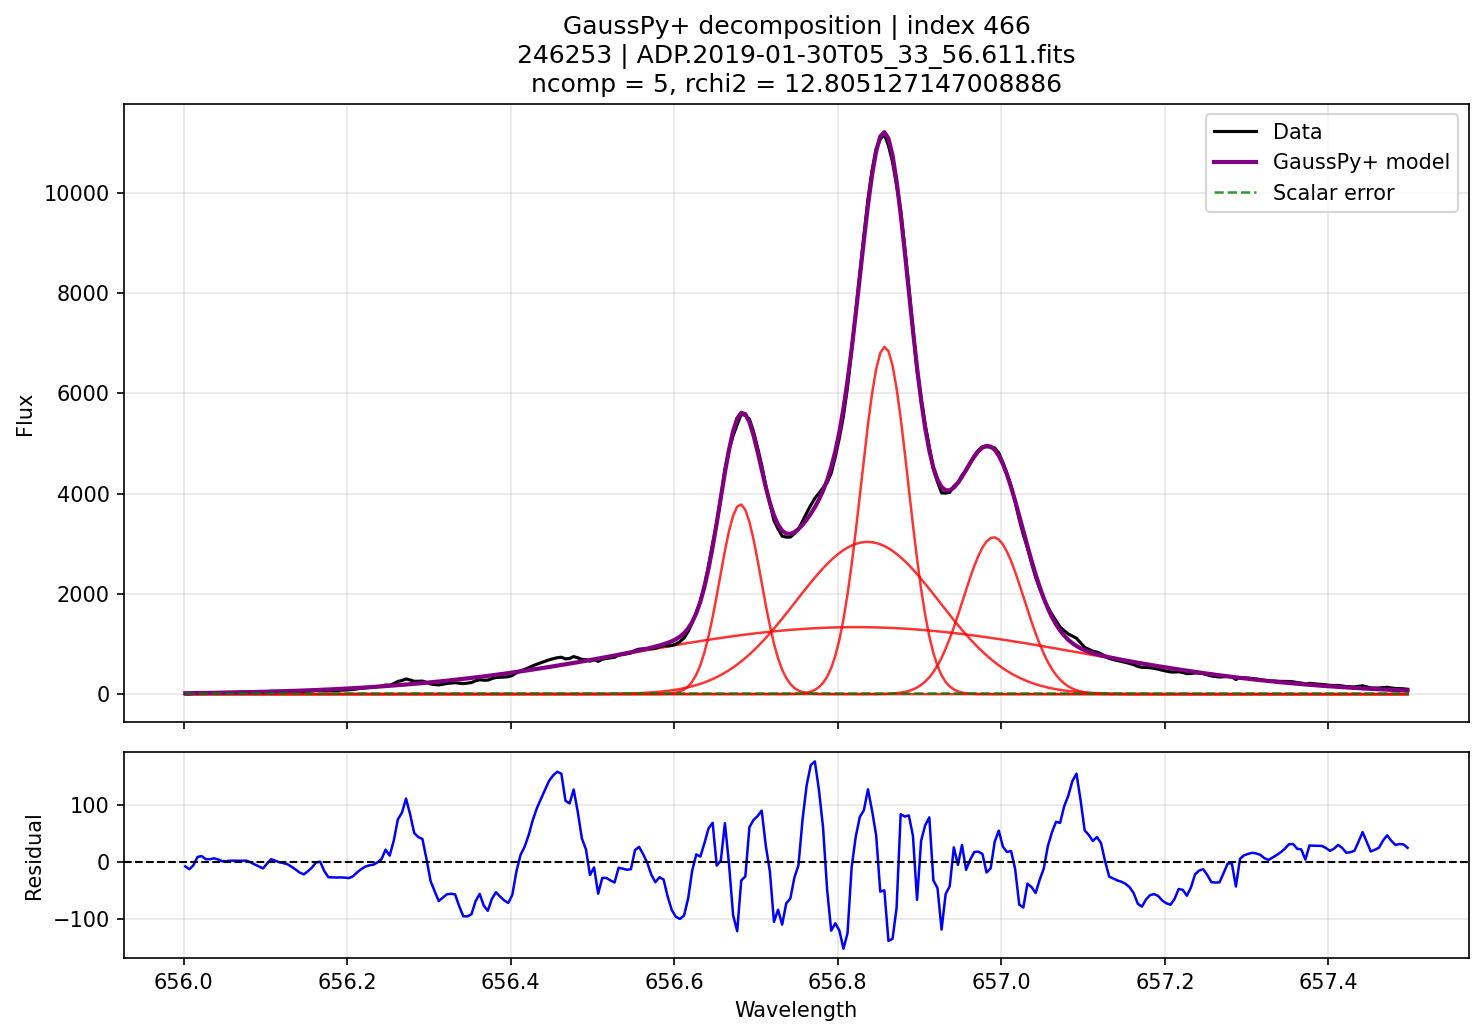 GaussPy+ decomposition | index 466
246253 | ADP.2019-01-30T05_33_56.611.fits
ncomp = 5, rchi2 = 12.805127147008886
Data
GaussPy+ model
Scalar error
10000
8000
6000
4000
2000
0
Flux
100
0
−100
Residual
656.0
656.2
656.4
656.6
656.8
657.0
657.2
657.4
Wavelength